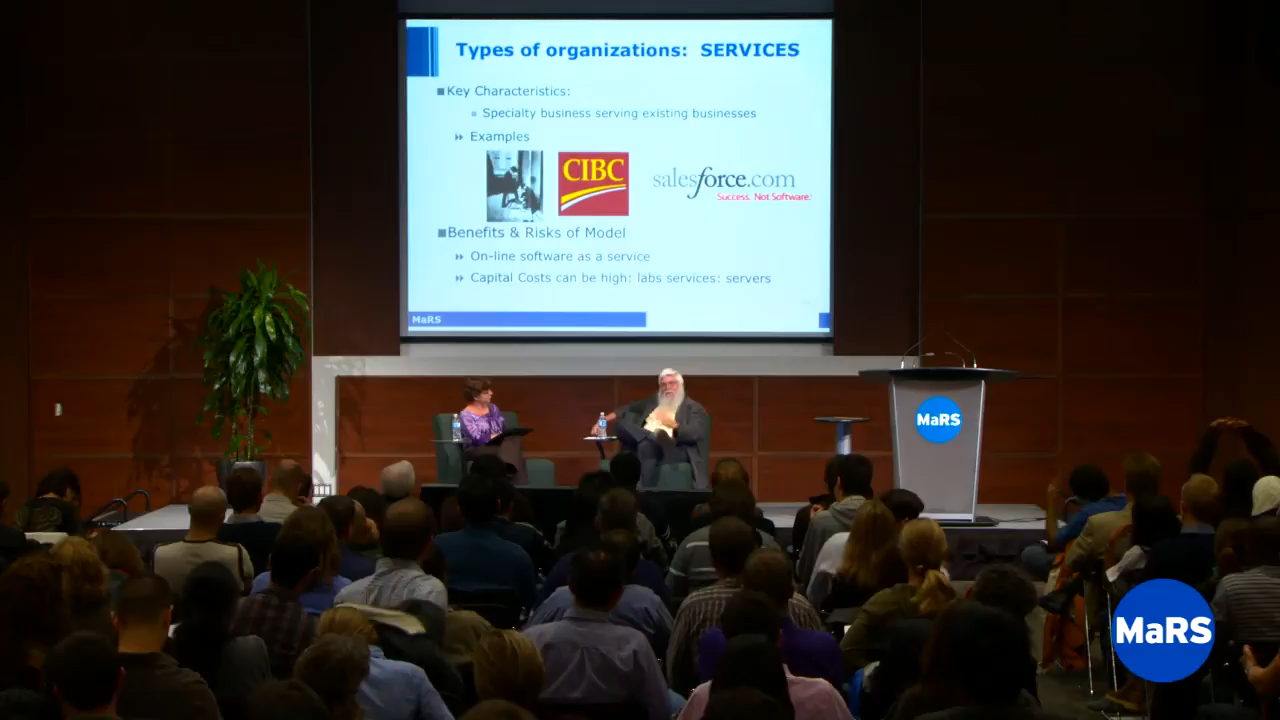 Types of organizations: SERVICES
Key Characteristics:
Specialty business serving existing businesses
Examples
CIBC
salesforce.com
Success. Not Software.
Benefits & Risks of Model
On-line software as a service
Capital Costs can be high: labs services: servers
MaRS
MaRS
MaRS